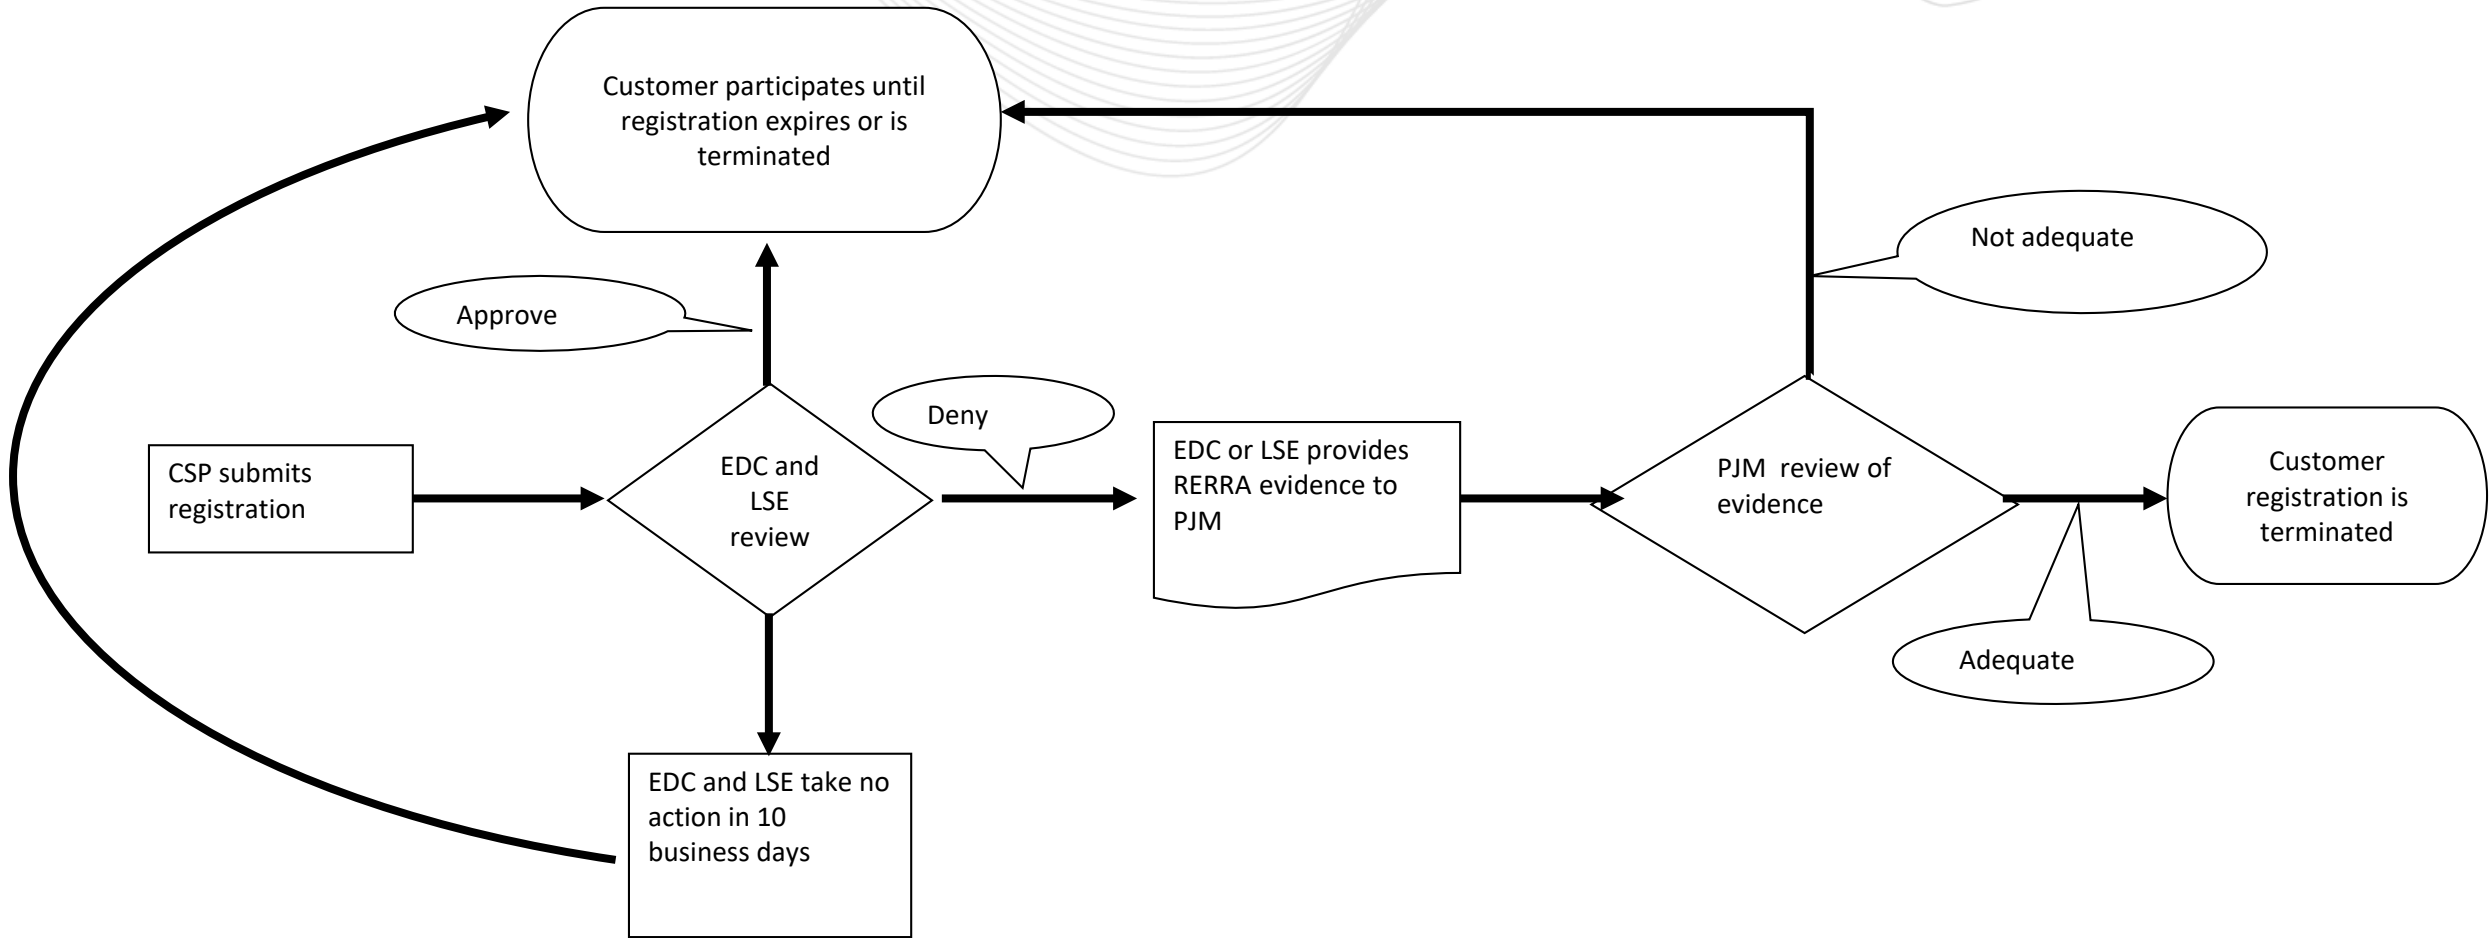 Customer participates until
registration expires or is
terminated
Not adequate
Approve
Deny
CSP submits
registration
EDC and
LSE
review
EDC or LSE provides
RERRA evidence to
PJM
PJM  review of
evidence
Customer
registration is
terminated
Adequate
EDC and LSE take no
action in 10
business days